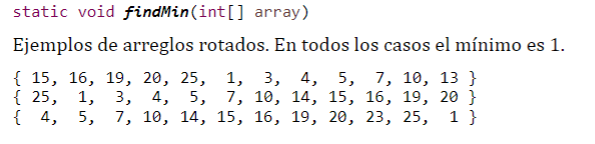 static void findMin(int[] array)
Ejemplos de arreglos rotados. En todos los casos el mínimo es 1.
{ 15, 16, 19, 20, 25,  1,  3,  4,  5,  7, 10, 13 }
{ 25,  1,  3,  4,  5,  7, 10, 14, 15, 16, 19, 20 }
{  4,  5,  7, 10, 14, 15, 16, 19, 20, 23, 25,  1 }